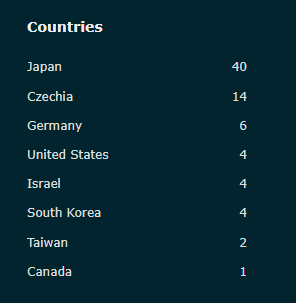 Countries
Japan 40
Czechia 14
Germany 6
United States 4
Israel 4
South Korea 4
Taiwan 2
Canada 1